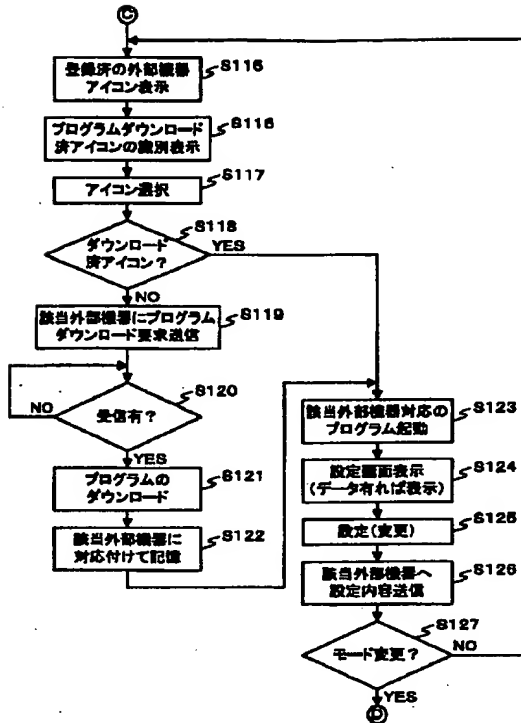 C
登録済の外部機器
アイコン表示
S115
プログラムダウンロード
済アイコンの識別表示
S116
アイコン選択
S117
ダウンロード
済アイコン?
S118
YES
NO
該当外部機器にプログラム
ダウンロード要求送信
S119
受信有?
S120
NO
YES
プログラムの
ダウンロード
S121
該当外部機器に
対応付けて記憶
S122
該当外部機器対応の
プログラム起動
S123
設定画面表示
(データ有れば表示)
S124
設定(変更)
S125
該当外部機器へ
設定内容送信
S126
モード変更?
S127
NO
YES
D